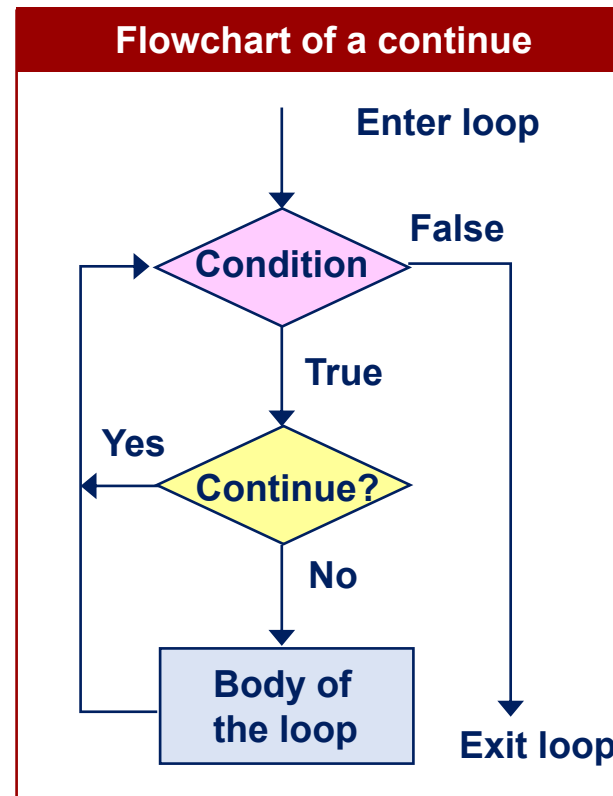 Flowchart of a continue
Enter loop
False
Condition
True
Yes
Continue?
No
Body of
the loop
Exit loop